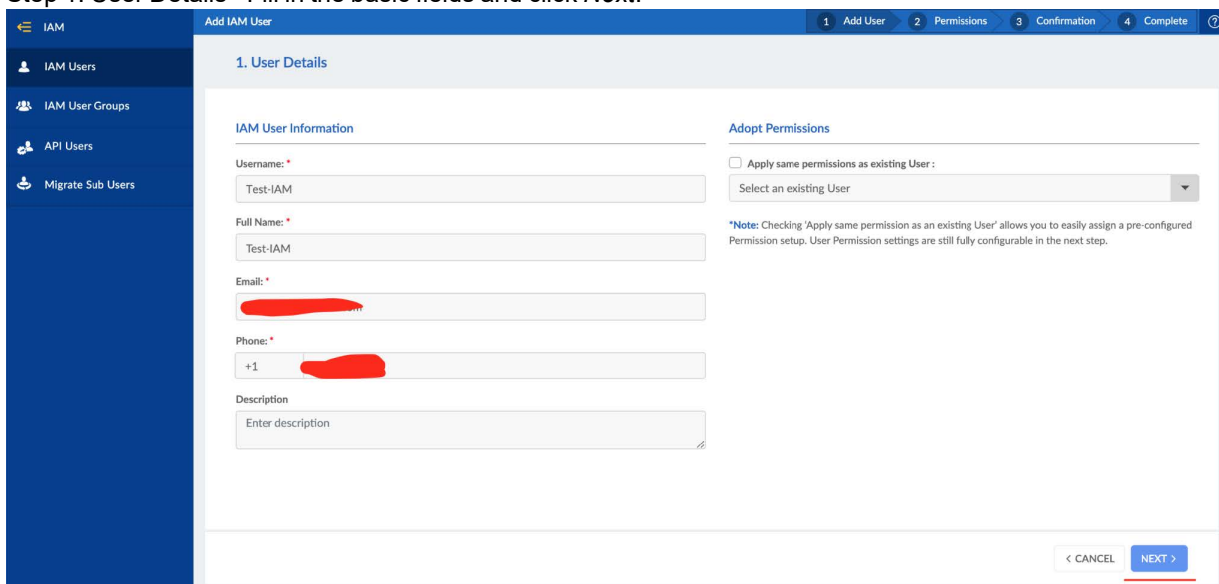 Step 1: User Details - Fill in the basic fields and click Next.
IAM
Add IAM User
1 Add User
2 Permissions
3 Confirmation
4 Complete
IAM Users
IAM User Groups
API Users
Migrate Sub Users
1. User Details
IAM User Information
Username: *
Test-IAM
Full Name: *
Test-IAM
Email: *
Phone: *
+1
Description
Enter description
Adopt Permissions
Apply same permissions as existing User :
Select an existing User
*Note: Checking 'Apply same permission as an existing User' allows you to easily assign a pre-configured
Permission setup. User Permission settings are still fully configurable in the next step.
< CANCEL
NEXT >